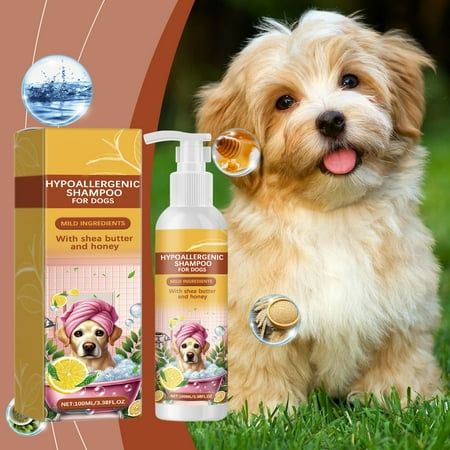 HYPOALLERGENIC
SHAMPOO
FOR DOGS
MILD INGREDIENTS
With shea butter
and honey
NET:100ML/3.38FL.OZ
HYPOALLERGENIC
SHAMPOO
FOR DOGS
MILD INGREDIENTS
With shea butter
and honey
NET:100ML/3.38FL.OZ